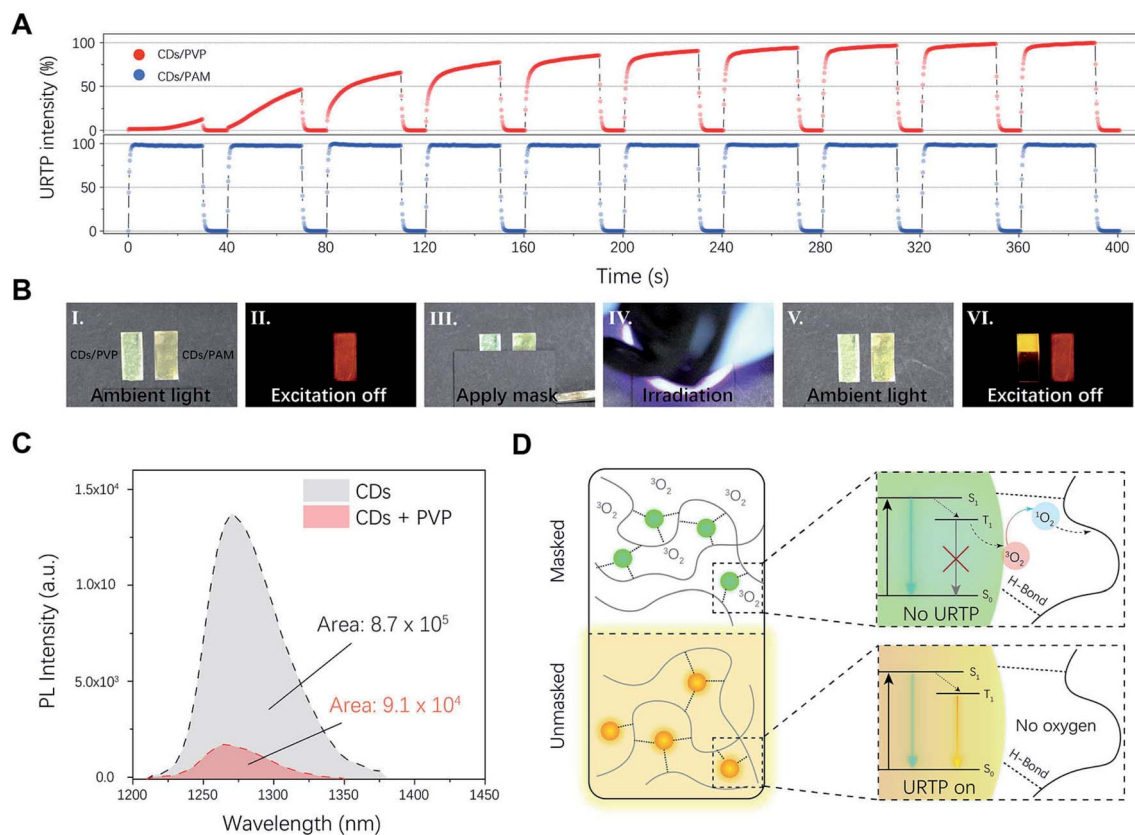 A
CDs/PVP
CDs/PAM
URTP intensity (%)
100
50
0
100
50
0
0 40 80 120 160 200 240 280 320 360 400
Time (s)
B
I.
CDs/PVP
CDs/PAM
Ambient light
II.
Excitation off
III.
Apply mask
IV.
Irradiation
V.
Ambient light
VI.
Excitation off
C
PL Intensity (a.u.)
1.5x10⁴
1.0x10⁴
5.0x10³
0.0
CDs
CDs + PVP
Area: 8.7 x 10⁵
Area: 9.1 x 10⁴
1200 1250 1300 1350 1400 1450
Wavelength (nm)
D
Masked
Unmasked
³O₂
³O₂
³O₂
³O₂
³O₂
³O₂
S₁
T₁
¹O₂
³O₂
S₀
H-Bond
No URTP
S₁
T₁
No oxygen
S₀
H-Bond
URTP on